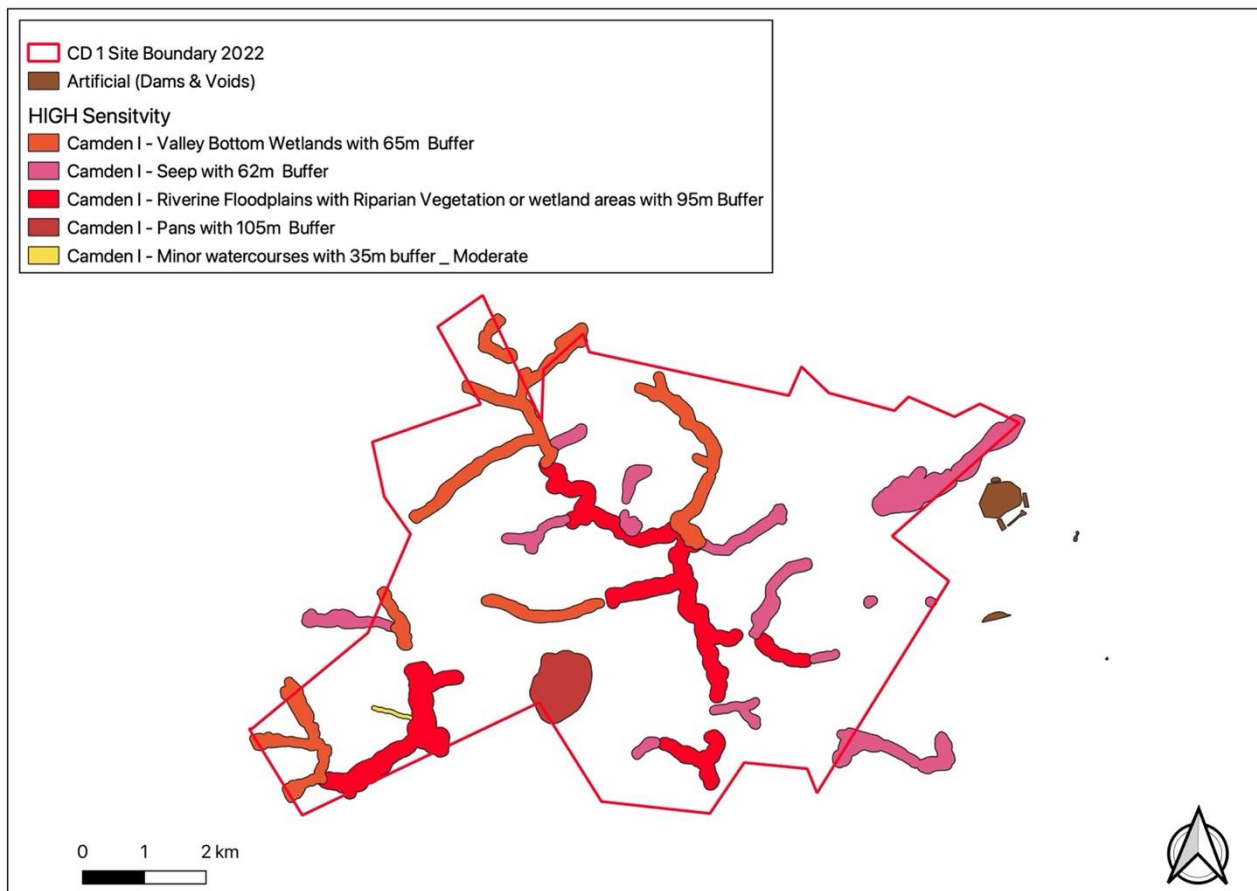 CD 1 Site Boundary 2022
Artificial (Dams & Voids)
HIGH Sensitvity
Camden I - Valley Bottom Wetlands with 65m Buffer
Camden I - Seep with 62m Buffer
Camden I - Riverine Floodplains with Riparian Vegetation or wetland areas with 95m Buffer
Camden I - Pans with 105m Buffer
Camden I - Minor watercourses with 35m buffer _ Moderate
0 1 2 km